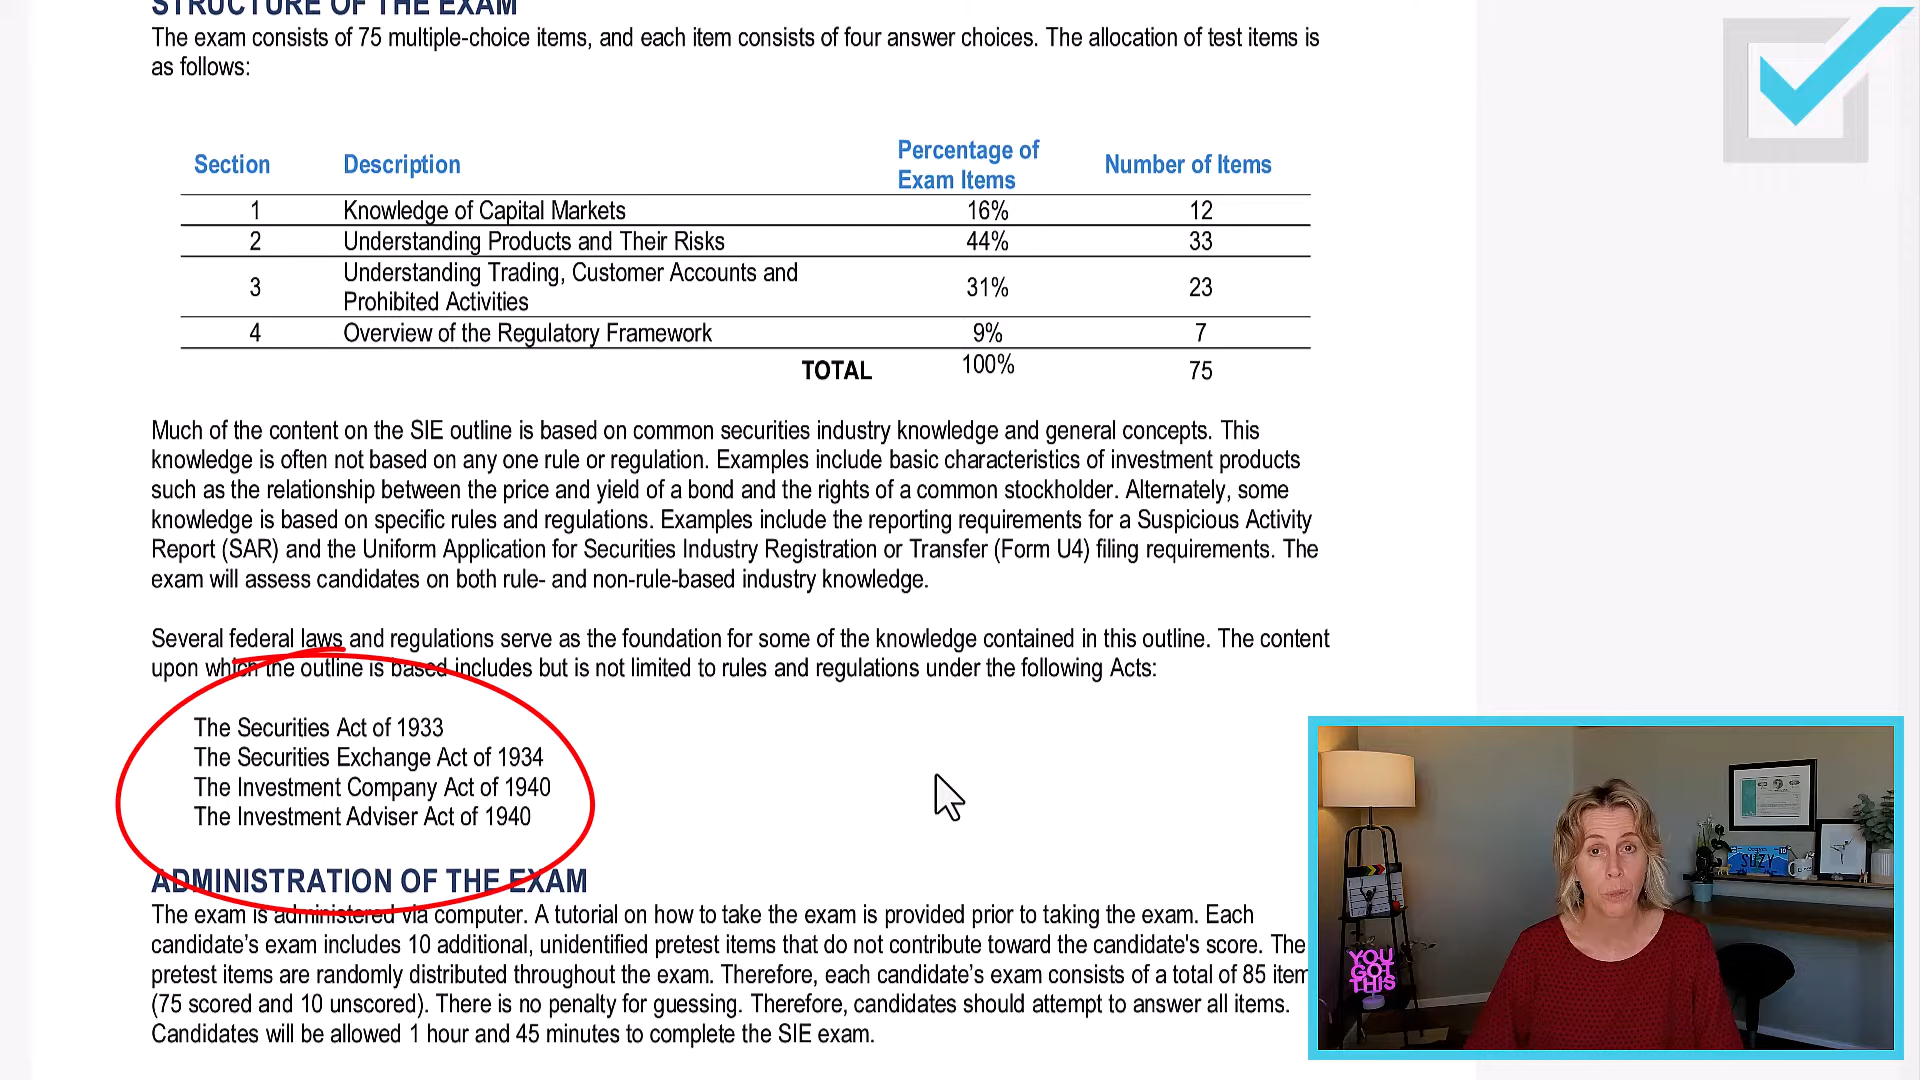 STRUCTURE OF THE EXAM
The exam consists of 75 multiple-choice items, and each item consists of four answer choices. The allocation of test items is
as follows:
Section Description Percentage of Exam Items Number of Items
1 Knowledge of Capital Markets 16% 12
2 Understanding Products and Their Risks 44% 33
3 Understanding Trading, Customer Accounts and Prohibited Activities 31% 23
4 Overview of the Regulatory Framework 9% 7
TOTAL 100% 75
Much of the content on the SIE outline is based on common securities industry knowledge and general concepts. This
knowledge is often not based on any one rule or regulation. Examples include basic characteristics of investment products
such as the relationship between the price and yield of a bond and the rights of a common stockholder. Alternately, some
knowledge is based on specific rules and regulations. Examples include the reporting requirements for a Suspicious Activity
Report (SAR) and the Uniform Application for Securities Industry Registration or Transfer (Form U4) filing requirements. The
exam will assess candidates on both rule- and non-rule-based industry knowledge.
Several federal laws and regulations serve as the foundation for some of the knowledge contained in this outline. The content
upon which the outline is based includes but is not limited to rules and regulations under the following Acts:
The Securities Act of 1933
The Securities Exchange Act of 1934
The Investment Company Act of 1940
The Investment Adviser Act of 1940
ADMINISTRATION OF THE EXAM
The exam is administered via computer. A tutorial on how to take the exam is provided prior to taking the exam. Each
candidate's exam includes 10 additional, unidentified pretest items that do not contribute toward the candidate's score. The
pretest items are randomly distributed throughout the exam. Therefore, each candidate's exam consists of a total of 85 item
(75 scored and 10 unscored). There is no penalty for guessing. Therefore, candidates should attempt to answer all items.
Candidates will be allowed 1 hour and 45 minutes to complete the SIE exam.
SUZY
YOU
GOT
THIS